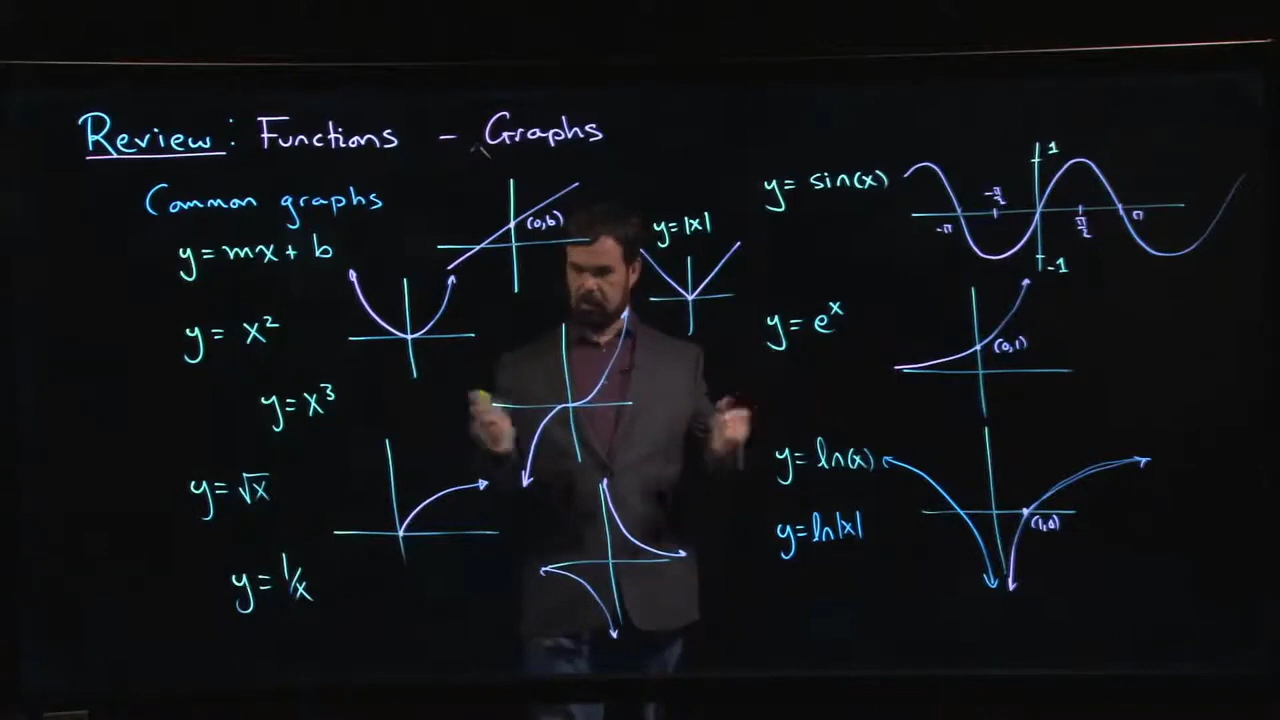 Review: Functions - Graphs
Common graphs
y = mx + b
(0,b)
y = |x|
y = x²
y = x³
y = √x
y = 1/x
y = sin(x)
1
-π
-π/2
π/2
π
-1
y = eˣ
(0,1)
y = ln(x)
y = ln|x|
(1,0)